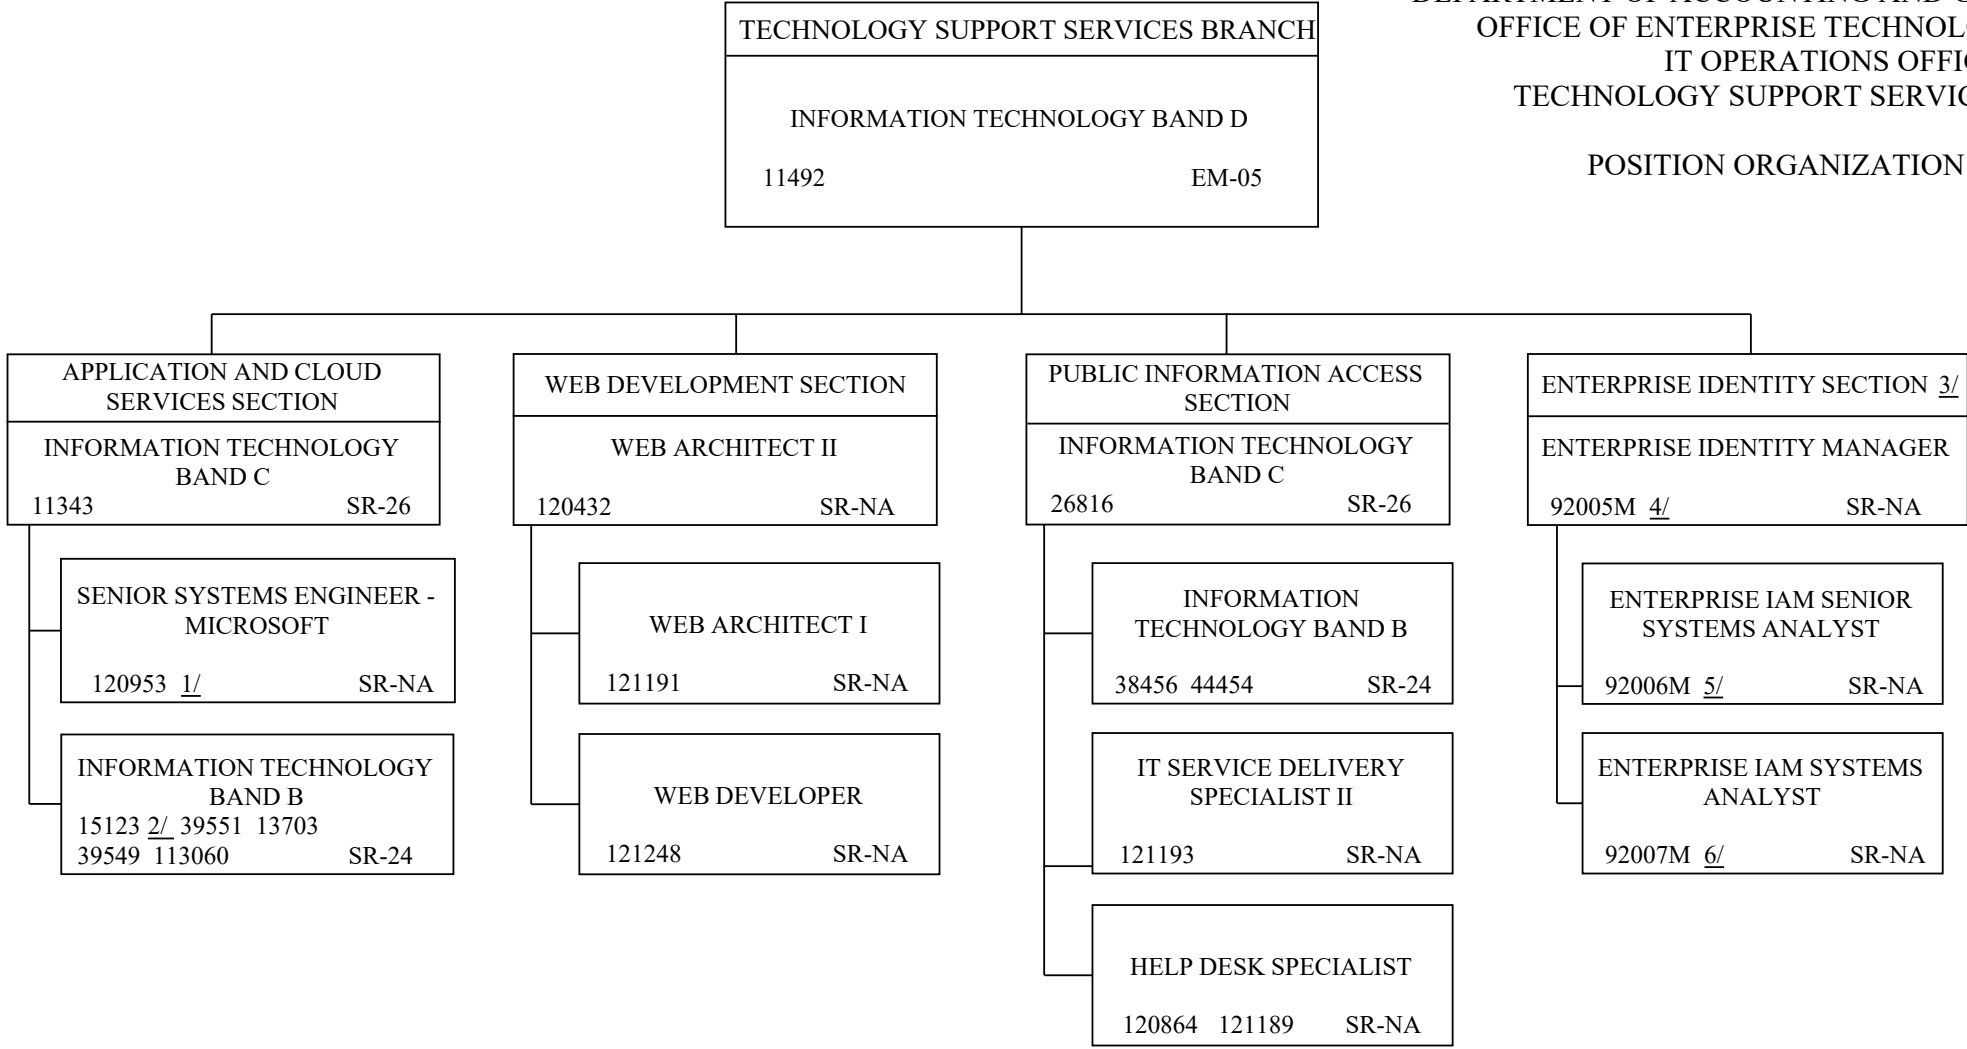 DEPARTMENT OF ACCOUNTING AND
OFFICE OF ENTERPRISE
IT OPERATIONS
TECHNOLOGY SUPPORT
POSITION ORGANIZATION
TECHNOLOGY SUPPORT SERVICES BRANCH
INFORMATION TECHNOLOGY BAND D
11492 EM-05
APPLICATION AND CLOUD
SERVICES SECTION
INFORMATION TECHNOLOGY
BAND C
11343 SR-26
SENIOR SYSTEMS ENGINEER -
MICROSOFT
120953 1/ SR-NA
INFORMATION TECHNOLOGY
BAND B
15123 2/ 39551 13703
39549 113060 SR-24
WEB DEVELOPMENT SECTION
WEB ARCHITECT II
120432 SR-NA
WEB ARCHITECT I
121191 SR-NA
WEB DEVELOPER
121248 SR-NA
PUBLIC INFORMATION ACCESS
SECTION
INFORMATION TECHNOLOGY
BAND C
26816 SR-26
INFORMATION
TECHNOLOGY BAND B
38456 44454 SR-24
IT SERVICE DELIVERY
SPECIALIST II
121193 SR-NA
HELP DESK SPECIALIST
120864 121189 SR-NA
ENTERPRISE IDENTITY SECTION 3/
ENTERPRISE IDENTITY MANAGER
92005M 4/ SR-NA
ENTERPRISE IAM SENIOR
SYSTEMS ANALYST
92006M 5/ SR-NA
ENTERPRISE IAM SYSTEMS
ANALYST
92007M 6/ SR-NA